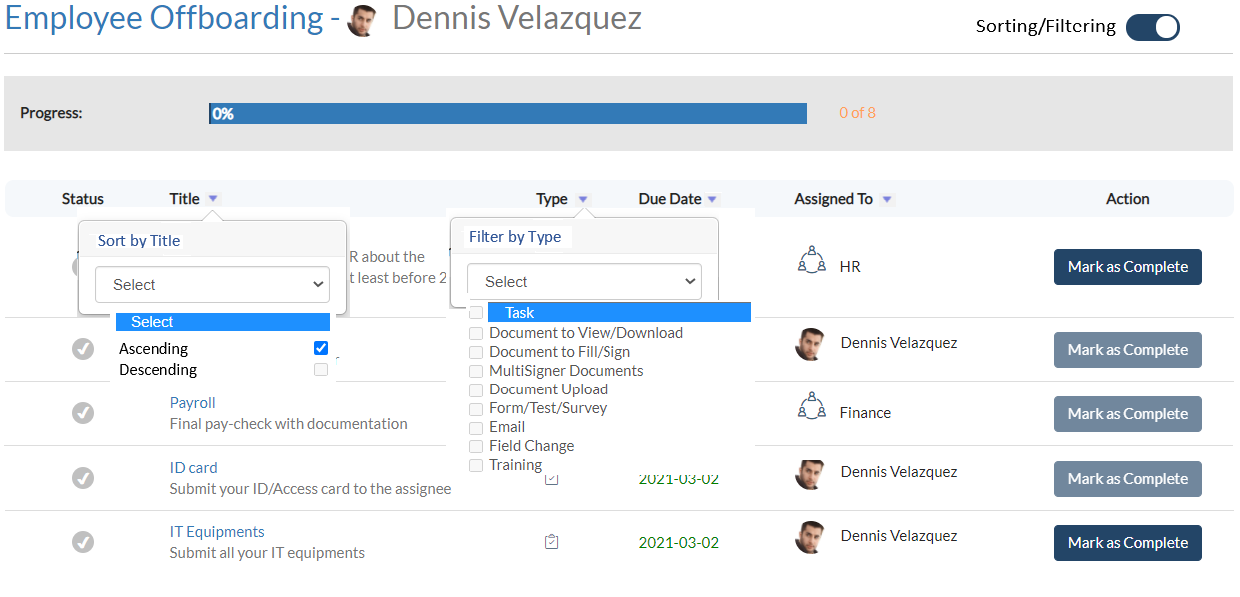 Employee Offboarding - Dennis Velazquez
Sorting/Filtering
Progress:
0%
0 of 8
Status Title Type Due Date Assigned To Action
Sort by Title
Select
Select
Ascending
Descending
R about the
t least before 2
Filter by Type
Select
Task
Document to View/Download
Document to Fill/Sign
MultiSigner Documents
Document Upload
Form/Test/Survey
Email
Field Change
Training
HR
Mark as Complete
Dennis Velazquez
Mark as Complete
Payroll
Final pay-check with documentation
Finance
Mark as Complete
ID card
Submit your ID/Access card to the assignee
2021-03-02
Dennis Velazquez
Mark as Complete
IT Equipments
Submit all your IT equipments
2021-03-02
Dennis Velazquez
Mark as Complete